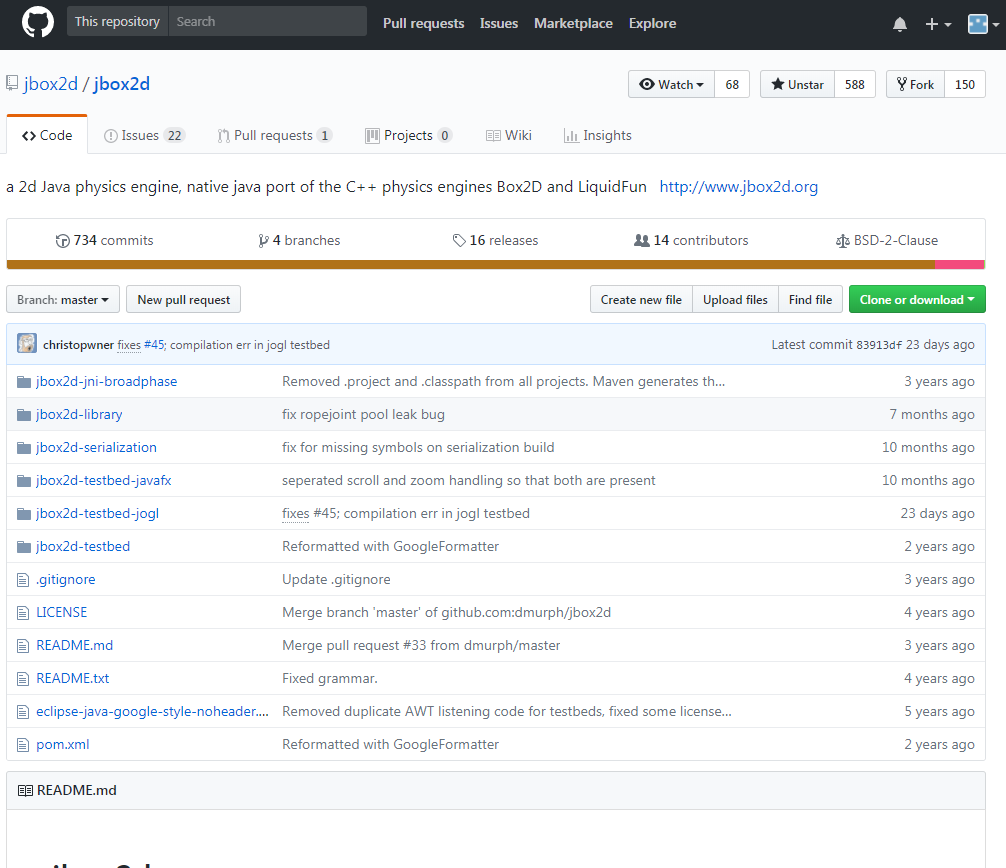 This repository Search Pull requests Issues Marketplace Explore
jbox2d / jbox2d Watch 68 Unstar 588 Fork 150
Code Issues 22 Pull requests 1 Projects 0 Wiki Insights
a 2d Java physics engine, native java port of the C++ physics engines Box2D and LiquidFun http://www.jbox2d.org
734 commits 4 branches 16 releases 14 contributors BSD-2-Clause
Branch: master New pull request Create new file Upload files Find file Clone or download
christopwner fixes #45; compilation err in jogl testbed Latest commit 83913df 23 days ago
jbox2d-jni-broadphase Removed .project and .classpath from all projects. Maven generates th... 3 years ago
jbox2d-library fix ropejoint pool leak bug 7 months ago
jbox2d-serialization fix for missing symbols on serialization build 10 months ago
jbox2d-testbed-javafx seperated scroll and zoom handling so that both are present 10 months ago
jbox2d-testbed-jogl fixes #45; compilation err in jogl testbed 23 days ago
jbox2d-testbed Reformatted with GoogleFormatter 2 years ago
.gitignore Update .gitignore 3 years ago
LICENSE Merge branch 'master' of github.com:dmurph/jbox2d 4 years ago
README.md Merge pull request #33 from dmurph/master 3 years ago
README.txt Fixed grammar. 4 years ago
eclipse-java-google-style-noheader.... Removed duplicate AWT listening code for testbeds, fixed some license... 5 years ago
pom.xml Reformatted with GoogleFormatter 2 years ago
README.md